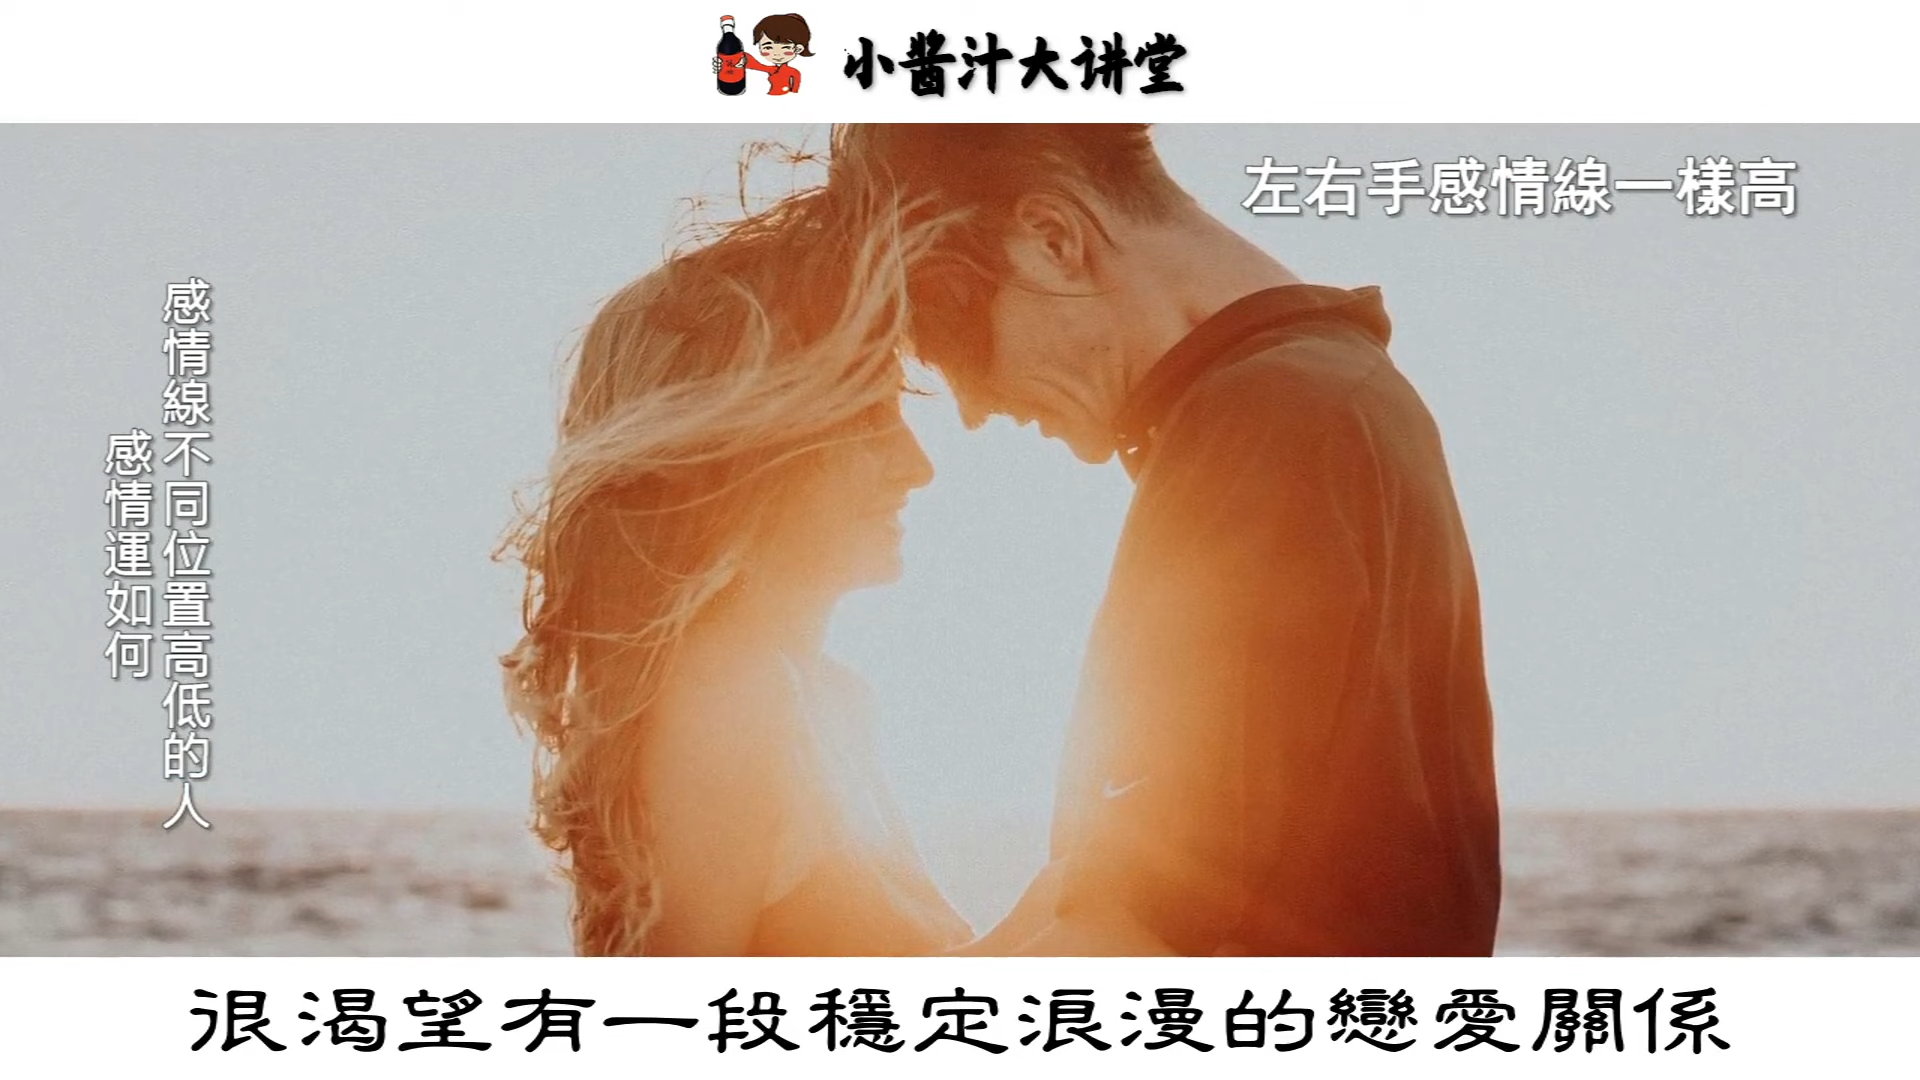 小酱汁大讲堂
左右手感情線一樣高
感情線不同位置高低的人
感情運如何
很渴望有一段穩定浪漫的戀愛關係